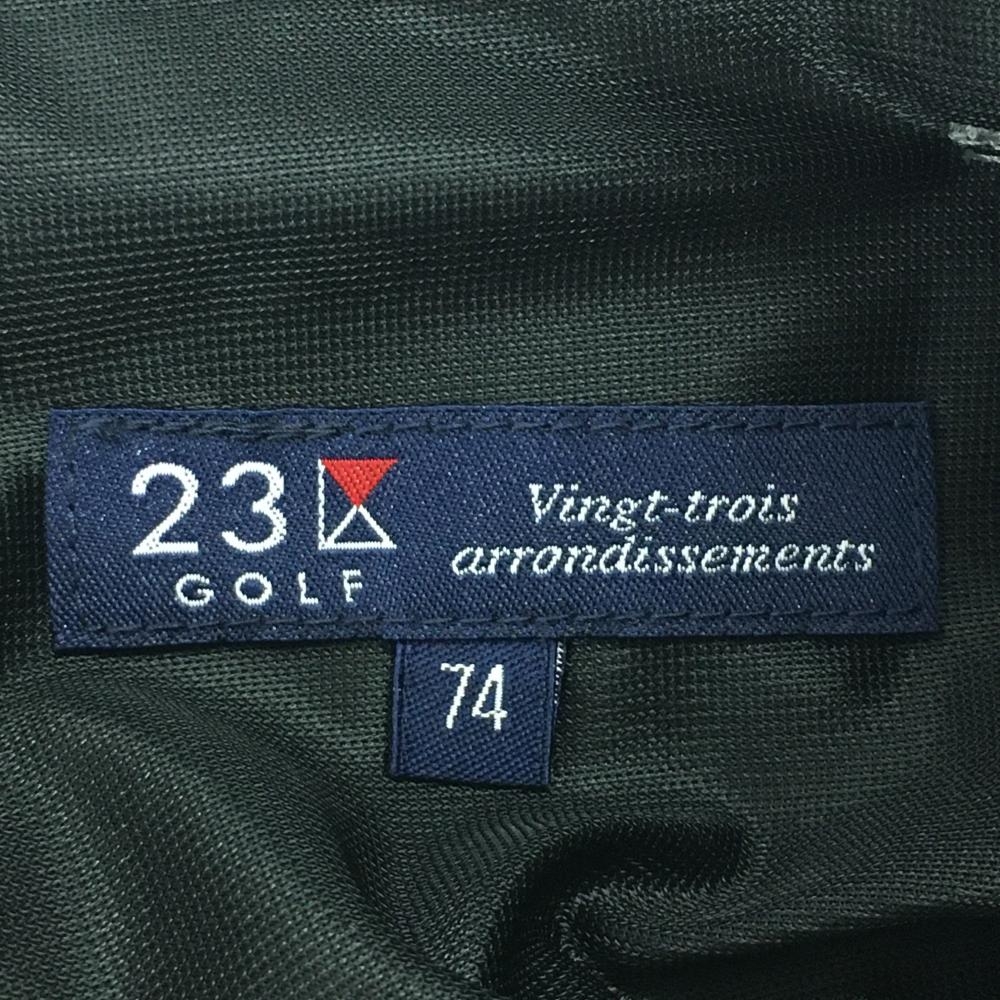 23
GOLF
Vingt-trois
arrondissements
74